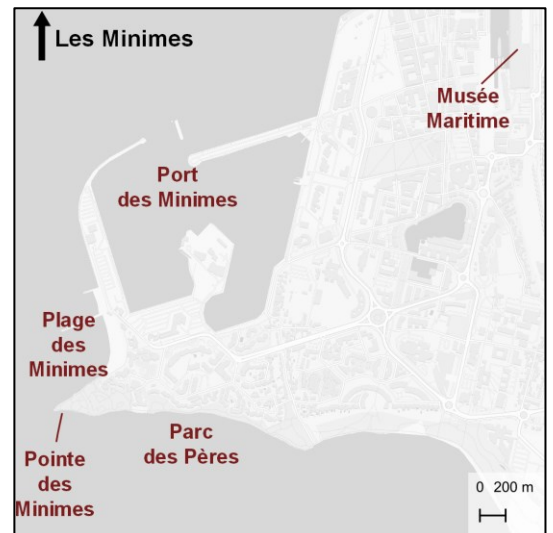 Les Minimes
Musée
Maritime
Port
des Minimes
Plage
des
Minimes
Parc
des Pères
Pointe
des
Minimes
0 200 m